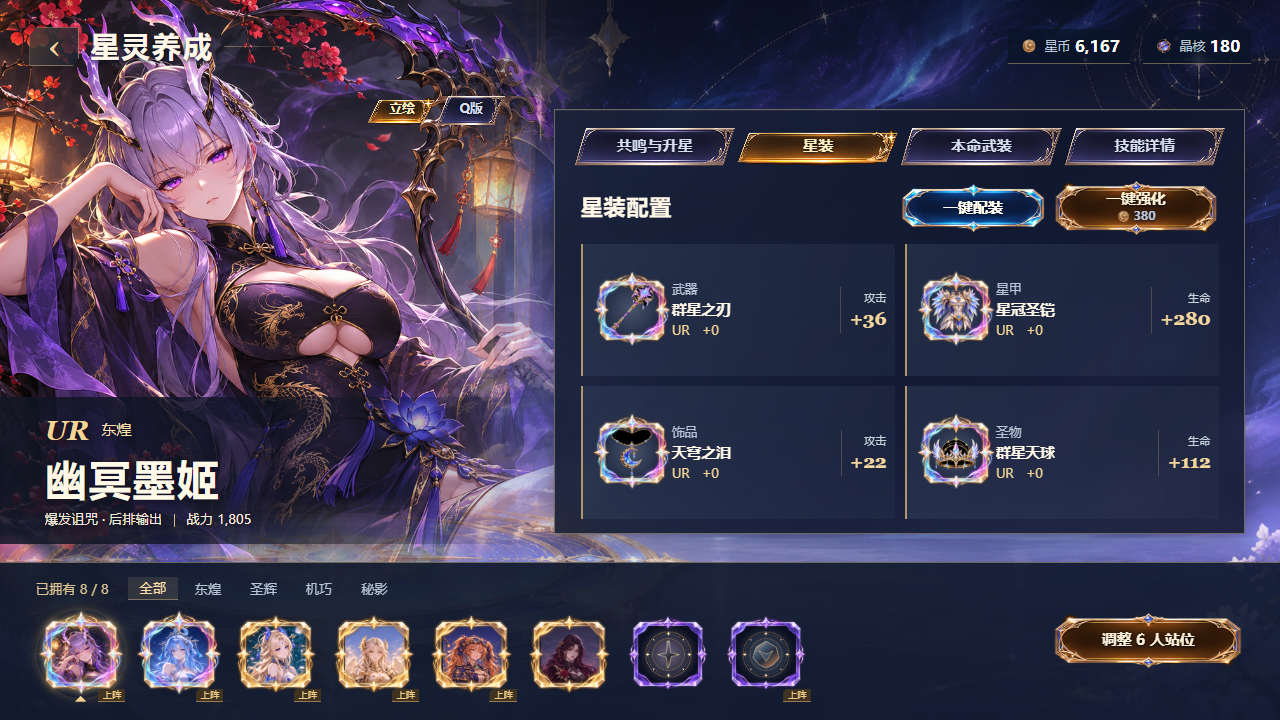 星灵养成
星币 6,167
晶核 180
立绘
Q版
共鸣与升星
星装
本命武装
技能详情
星装配置
一键配装
一键强化
380
武器
群星之刃
UR +0
攻击
+36
星甲
星冠圣铠
UR +0
生命
+280
饰品
天穹之泪
UR +0
攻击
+22
圣物
群星天球
UR +0
生命
+112
UR 东煌
幽冥墨姬
爆发诅咒 · 后排输出 | 战力 1,805
已拥有 8 / 8
全部
东煌
圣辉
机巧
秘影
上阵
上阵
上阵
上阵
上阵
上阵
调整 6 人站位